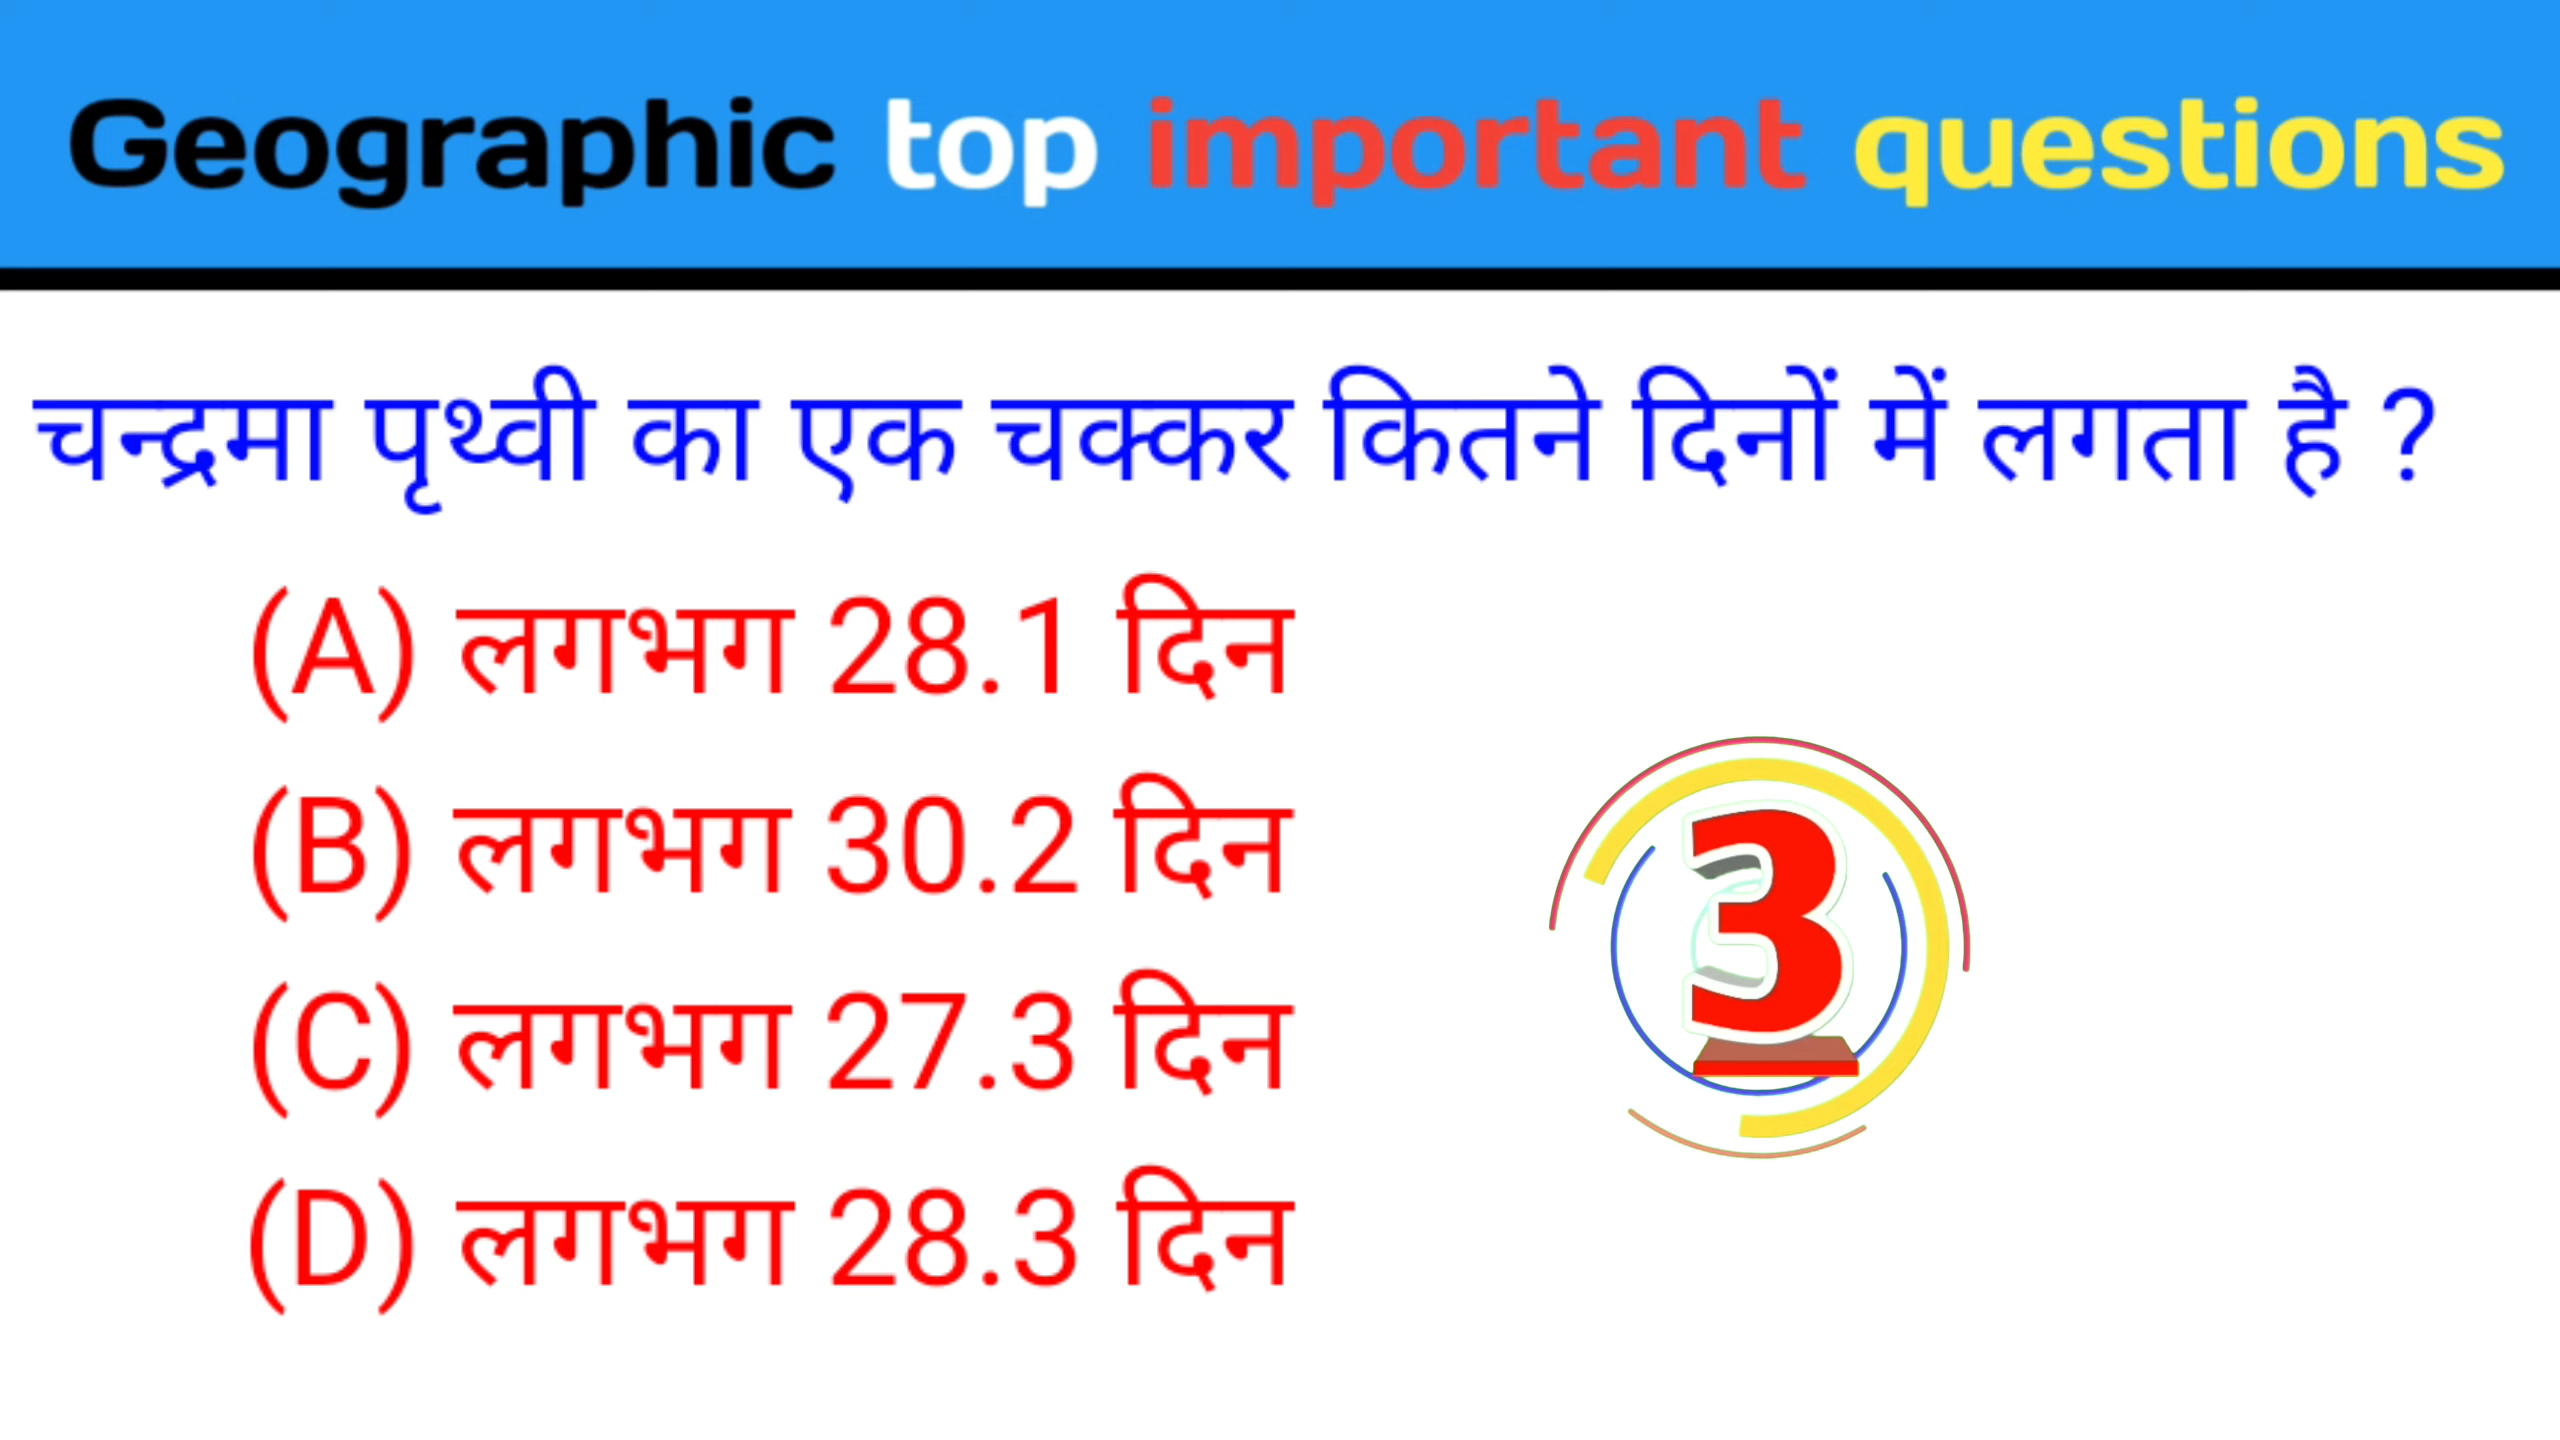 Geographic top important questions
चन्द्रमा पृथ्वी का एक चक्कर कितने दिनों में लगता है ?
(A) लगभग 28.1 दिन
(B) लगभग 30.2 दिन
(C) लगभग 27.3 दिन
(D) लगभग 28.3 दिन
3